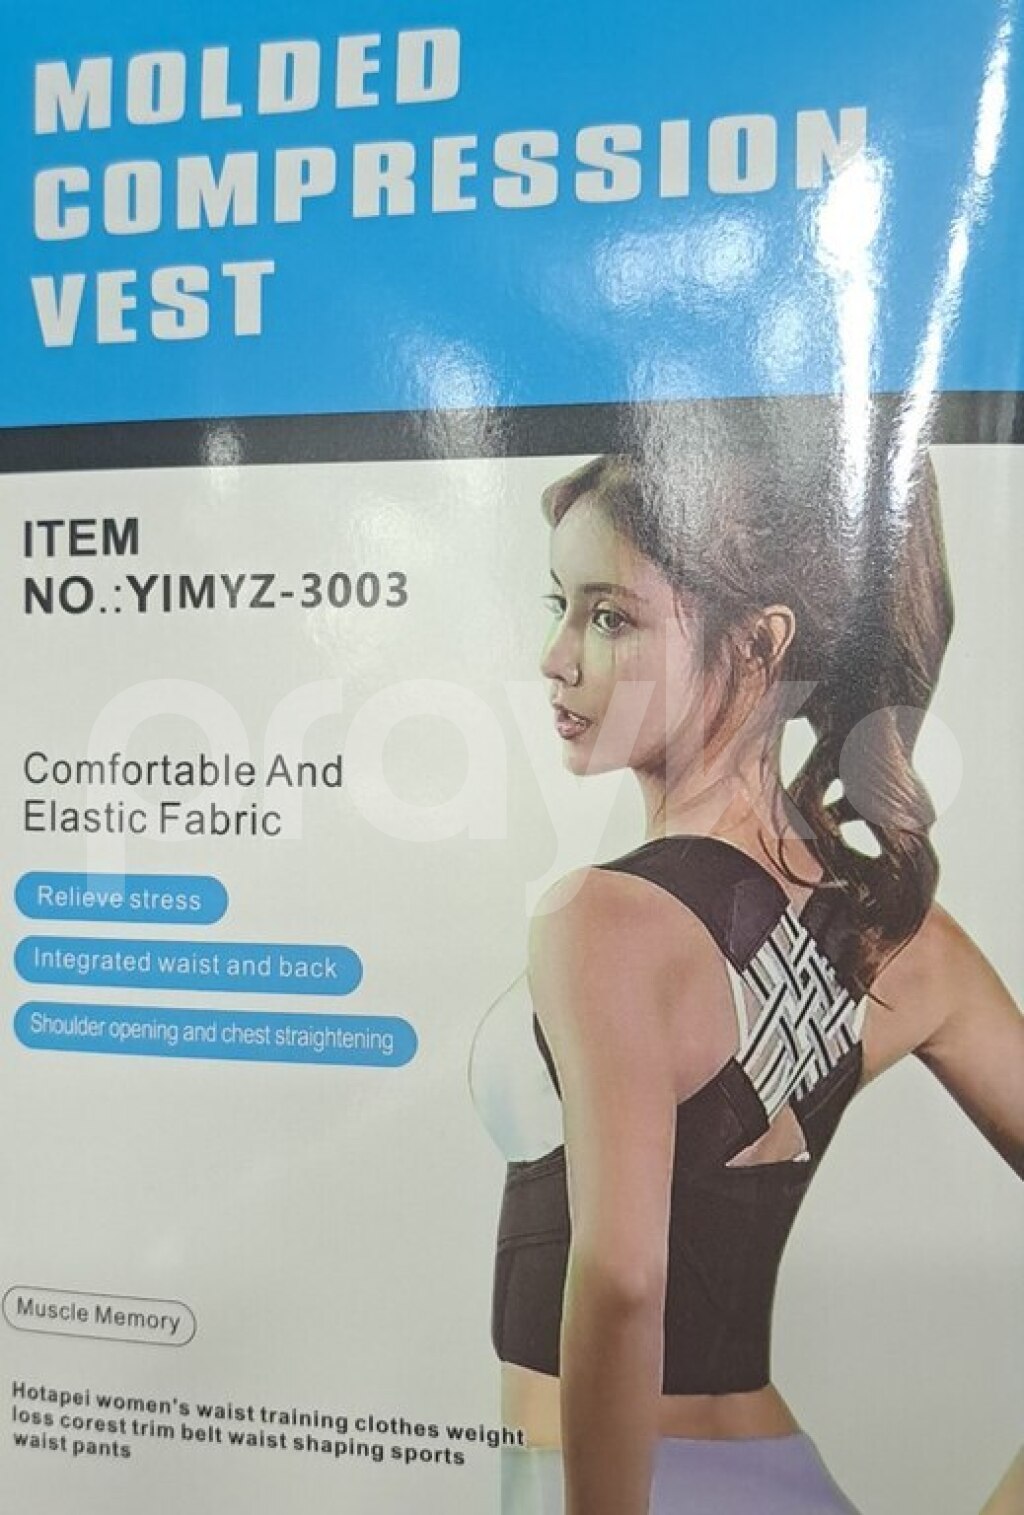 MOLDED
COMPRESSION
VEST
ITEM
NO.:YIMYZ-3003
Comfortable And
Elastic Fabric
Relieve stress
Integrated waist and back
Shoulder opening and chest straightening
Muscle Memory
Hotapei women's waist training clothes weight
loss corest trim belt waist shaping sports
waist pants
prayko